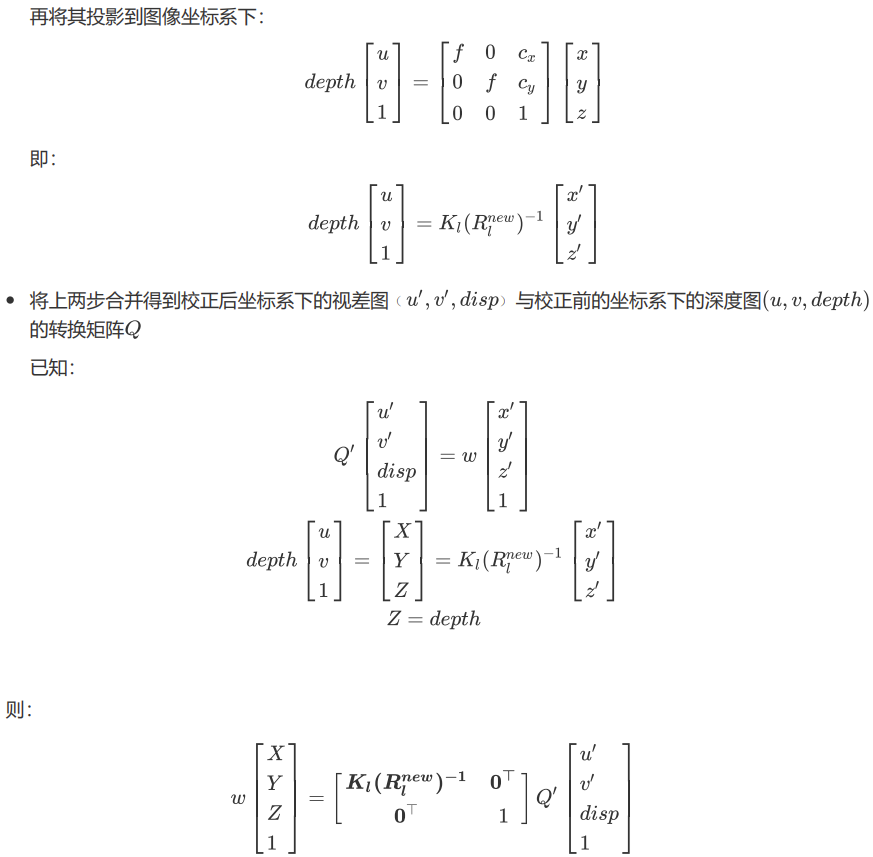 再将其投影到图像坐标系下：
$depth \begin{bmatrix} u \\ v \\ 1 \end{bmatrix} = \begin{bmatrix} f & 0 & c_x \\ 0 & f & c_y \\ 0 & 0 & 1 \end{bmatrix} \begin{bmatrix} x \\ y \\ z \end{bmatrix}$
即：
$depth \begin{bmatrix} u \\ v \\ 1 \end{bmatrix} = K_l (R_l^{new})^{-1} \begin{bmatrix} x' \\ y' \\ z' \end{bmatrix}$
• 将上两步合并得到校正后坐标系下的视差图（$u', v', disp$）与校正前的坐标系下的深度图$(u, v, depth)$
的转换矩阵$Q$
已知：
$Q' \begin{bmatrix} u' \\ v' \\ disp \\ 1 \end{bmatrix} = w \begin{bmatrix} x' \\ y' \\ z' \\ 1 \end{bmatrix}$
$depth \begin{bmatrix} u \\ v \\ 1 \end{bmatrix} = \begin{bmatrix} X \\ Y \\ Z \end{bmatrix} = K_l (R_l^{new})^{-1} \begin{bmatrix} x' \\ y' \\ z' \end{bmatrix}$
$Z = depth$
则：
$w \begin{bmatrix} X \\ Y \\ Z \\ 1 \end{bmatrix} = \begin{bmatrix} \boldsymbol{K_l (R_l^{new})^{-1}} & \mathbf{0}^\top \\ \mathbf{0}^\top & 1 \end{bmatrix} Q' \begin{bmatrix} u' \\ v' \\ disp \\ 1 \end{bmatrix}$